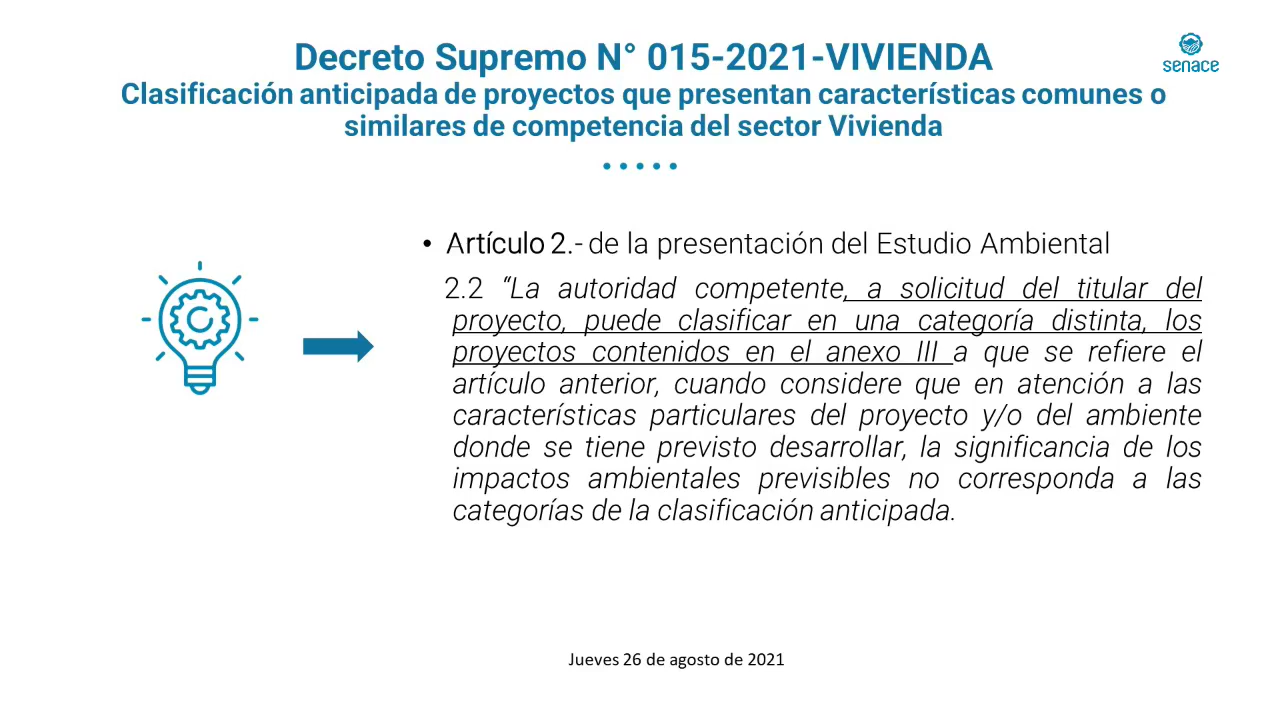 Decreto Supremo N° 015-2021-VIVIENDA
senace
Clasificación anticipada de proyectos que presentan características comunes o
similares de competencia del sector Vivienda
• Artículo 2.- de la presentación del Estudio Ambiental
2.2 “La autoridad competente, a solicitud del titular del
proyecto, puede clasificar en una categoría distinta, los
proyectos contenidos en el anexo III a que se refiere el
artículo anterior, cuando considere que en atención a las
características particulares del proyecto y/o del ambiente
donde se tiene previsto desarrollar, la significancia de los
impactos ambientales previsibles no corresponda a las
categorías de la clasificación anticipada.
Jueves 26 de agosto de 2021